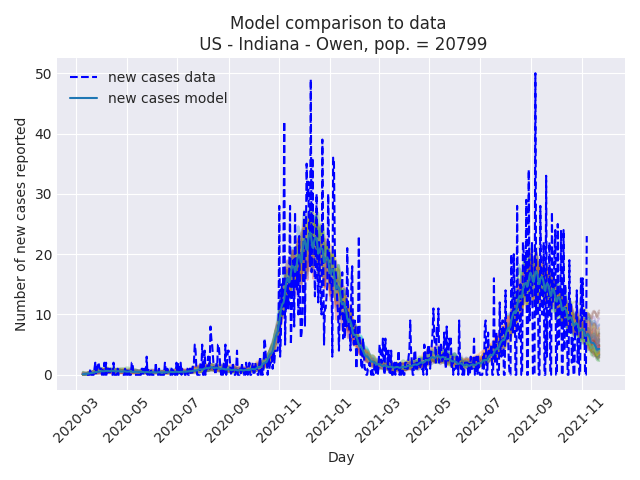 Model comparison to data
US - Indiana - Owen, pop. = 20799
new cases data
new cases model
Number of new cases reported
50
40
30
20
10
0
2020-03
2020-05
2020-07
2020-09
2020-11
2021-01
2021-03
2021-05
2021-07
2021-09
2021-11
Day